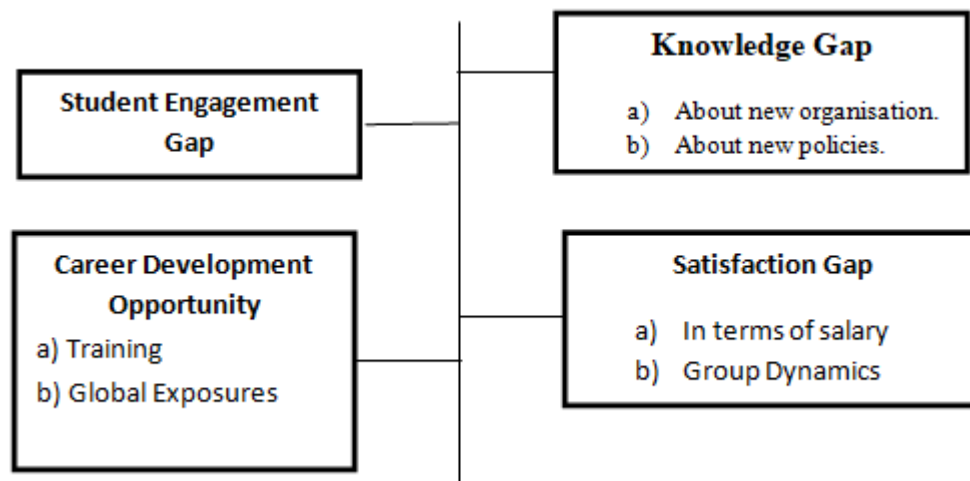 Student Engagement
Gap
Knowledge Gap
a) About new organisation.
b) About new policies.
Career Development
Opportunity
a) Training
b) Global Exposures
Satisfaction Gap
a) In terms of salary
b) Group Dynamics